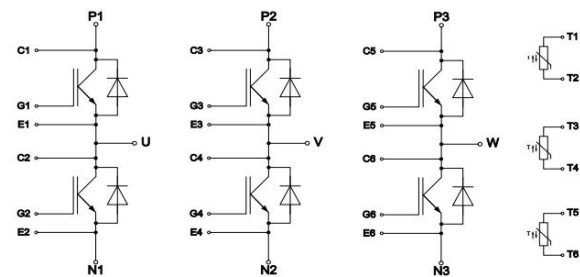 P1 P2 P3
C1 C3 C5 T1
G1 G3 G5 T2
E1 E3 E5 T3
U V W
C2 C4 C6 T4
G2 G4 G6 T5
E2 E4 E6 T6
N1 N2 N3